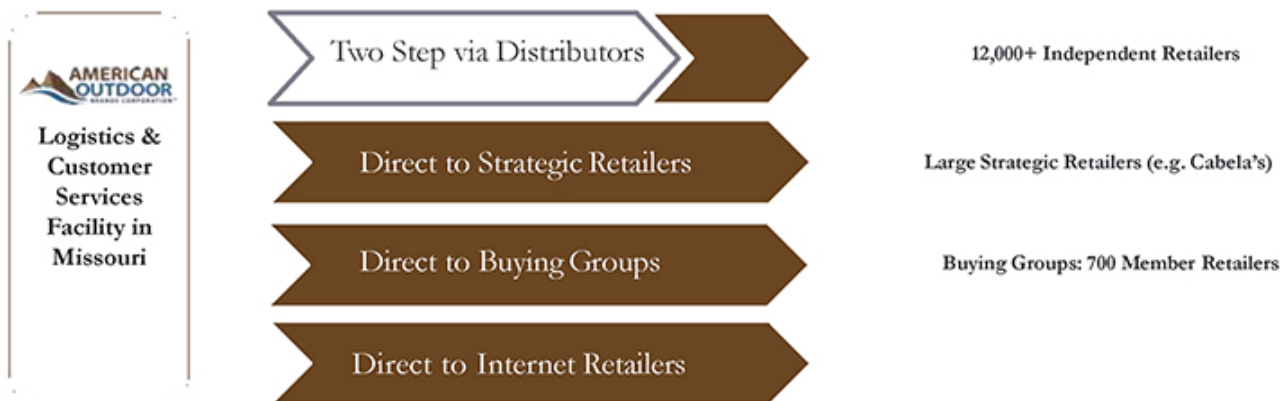 AMERICAN
OUTDOOR
BRANDS CORPORATION
Logistics &
Customer
Services
Facility in
Missouri
Two Step via Distributors
12,000+ Independent Retailers
Direct to Strategic Retailers
Large Strategic Retailers (e.g. Cabela’s)
Direct to Buying Groups
Buying Groups: 700 Member Retailers
Direct to Internet Retailers